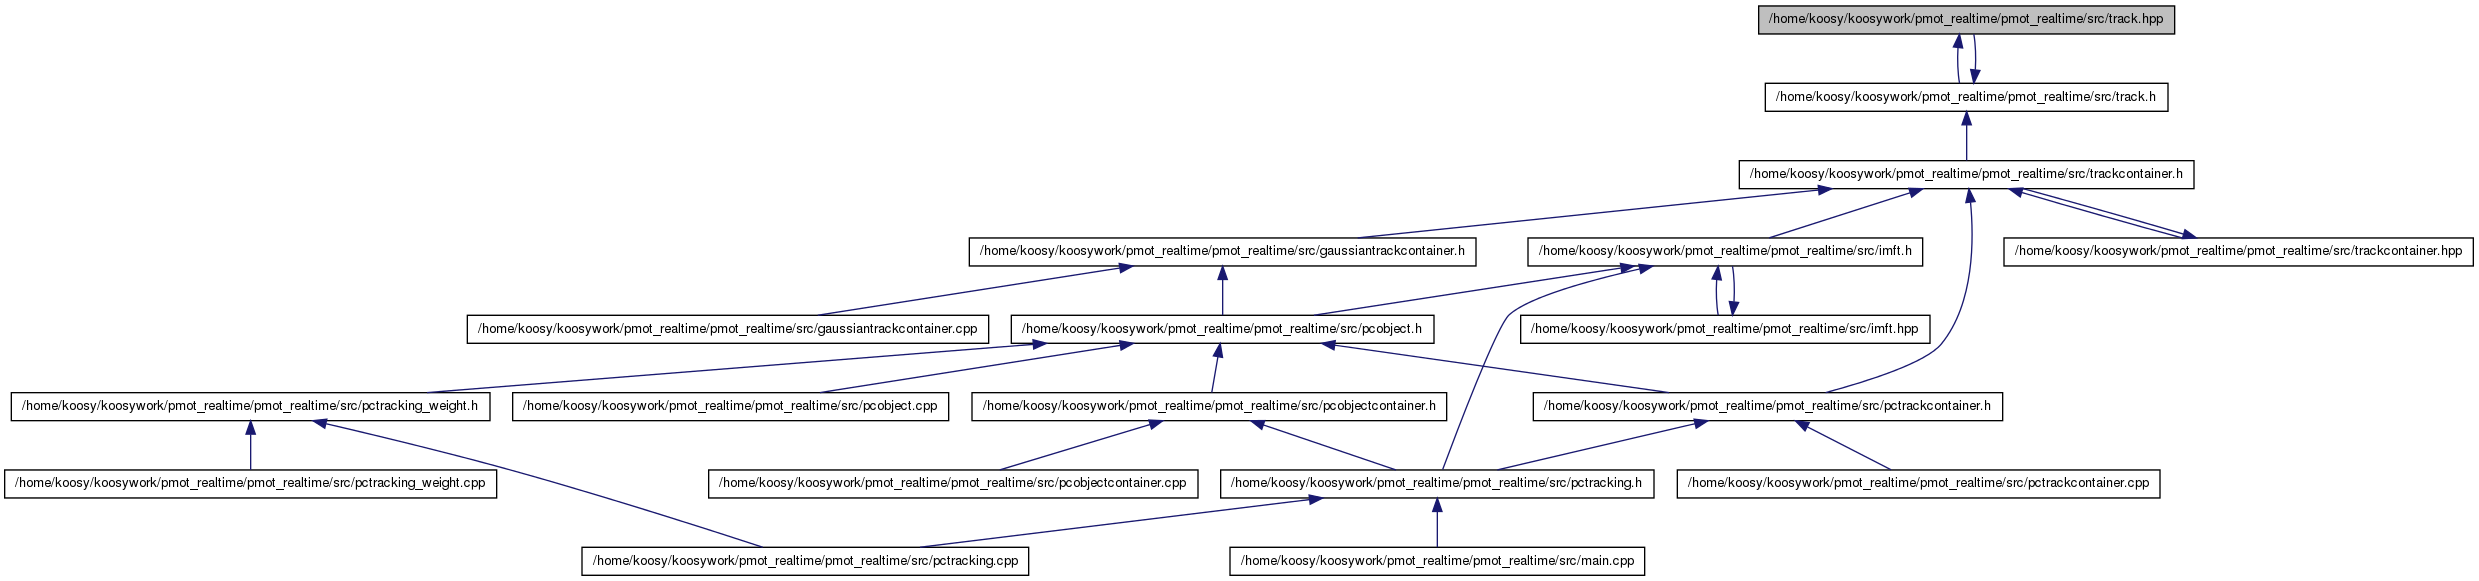 /home/koosy/koosywork/pmot_realtime/pmot_realtime/src/track.hpp
/home/koosy/koosywork/pmot_realtime/pmot_realtime/src/track.h
/home/koosy/koosywork/pmot_realtime/pmot_realtime/src/trackcontainer.h
/home/koosy/koosywork/pmot_realtime/pmot_realtime/src/gaussiantrackcontainer.h
/home/koosy/koosywork/pmot_realtime/pmot_realtime/src/imft.h
/home/koosy/koosywork/pmot_realtime/pmot_realtime/src/trackcontainer.hpp
/home/koosy/koosywork/pmot_realtime/pmot_realtime/src/gaussiantrackcontainer.cpp
/home/koosy/koosywork/pmot_realtime/pmot_realtime/src/pcobject.h
/home/koosy/koosywork/pmot_realtime/pmot_realtime/src/imft.hpp
/home/koosy/koosywork/pmot_realtime/pmot_realtime/src/pctracking_weight.h
/home/koosy/koosywork/pmot_realtime/pmot_realtime/src/pcobject.cpp
/home/koosy/koosywork/pmot_realtime/pmot_realtime/src/pcobjectcontainer.h
/home/koosy/koosywork/pmot_realtime/pmot_realtime/src/pctrackcontainer.h
/home/koosy/koosywork/pmot_realtime/pmot_realtime/src/pctracking_weight.cpp
/home/koosy/koosywork/pmot_realtime/pmot_realtime/src/pcobjectcontainer.cpp
/home/koosy/koosywork/pmot_realtime/pmot_realtime/src/pctracking.h
/home/koosy/koosywork/pmot_realtime/pmot_realtime/src/pctrackcontainer.cpp
/home/koosy/koosywork/pmot_realtime/pmot_realtime/src/pctracking.cpp
/home/koosy/koosywork/pmot_realtime/pmot_realtime/src/main.cpp